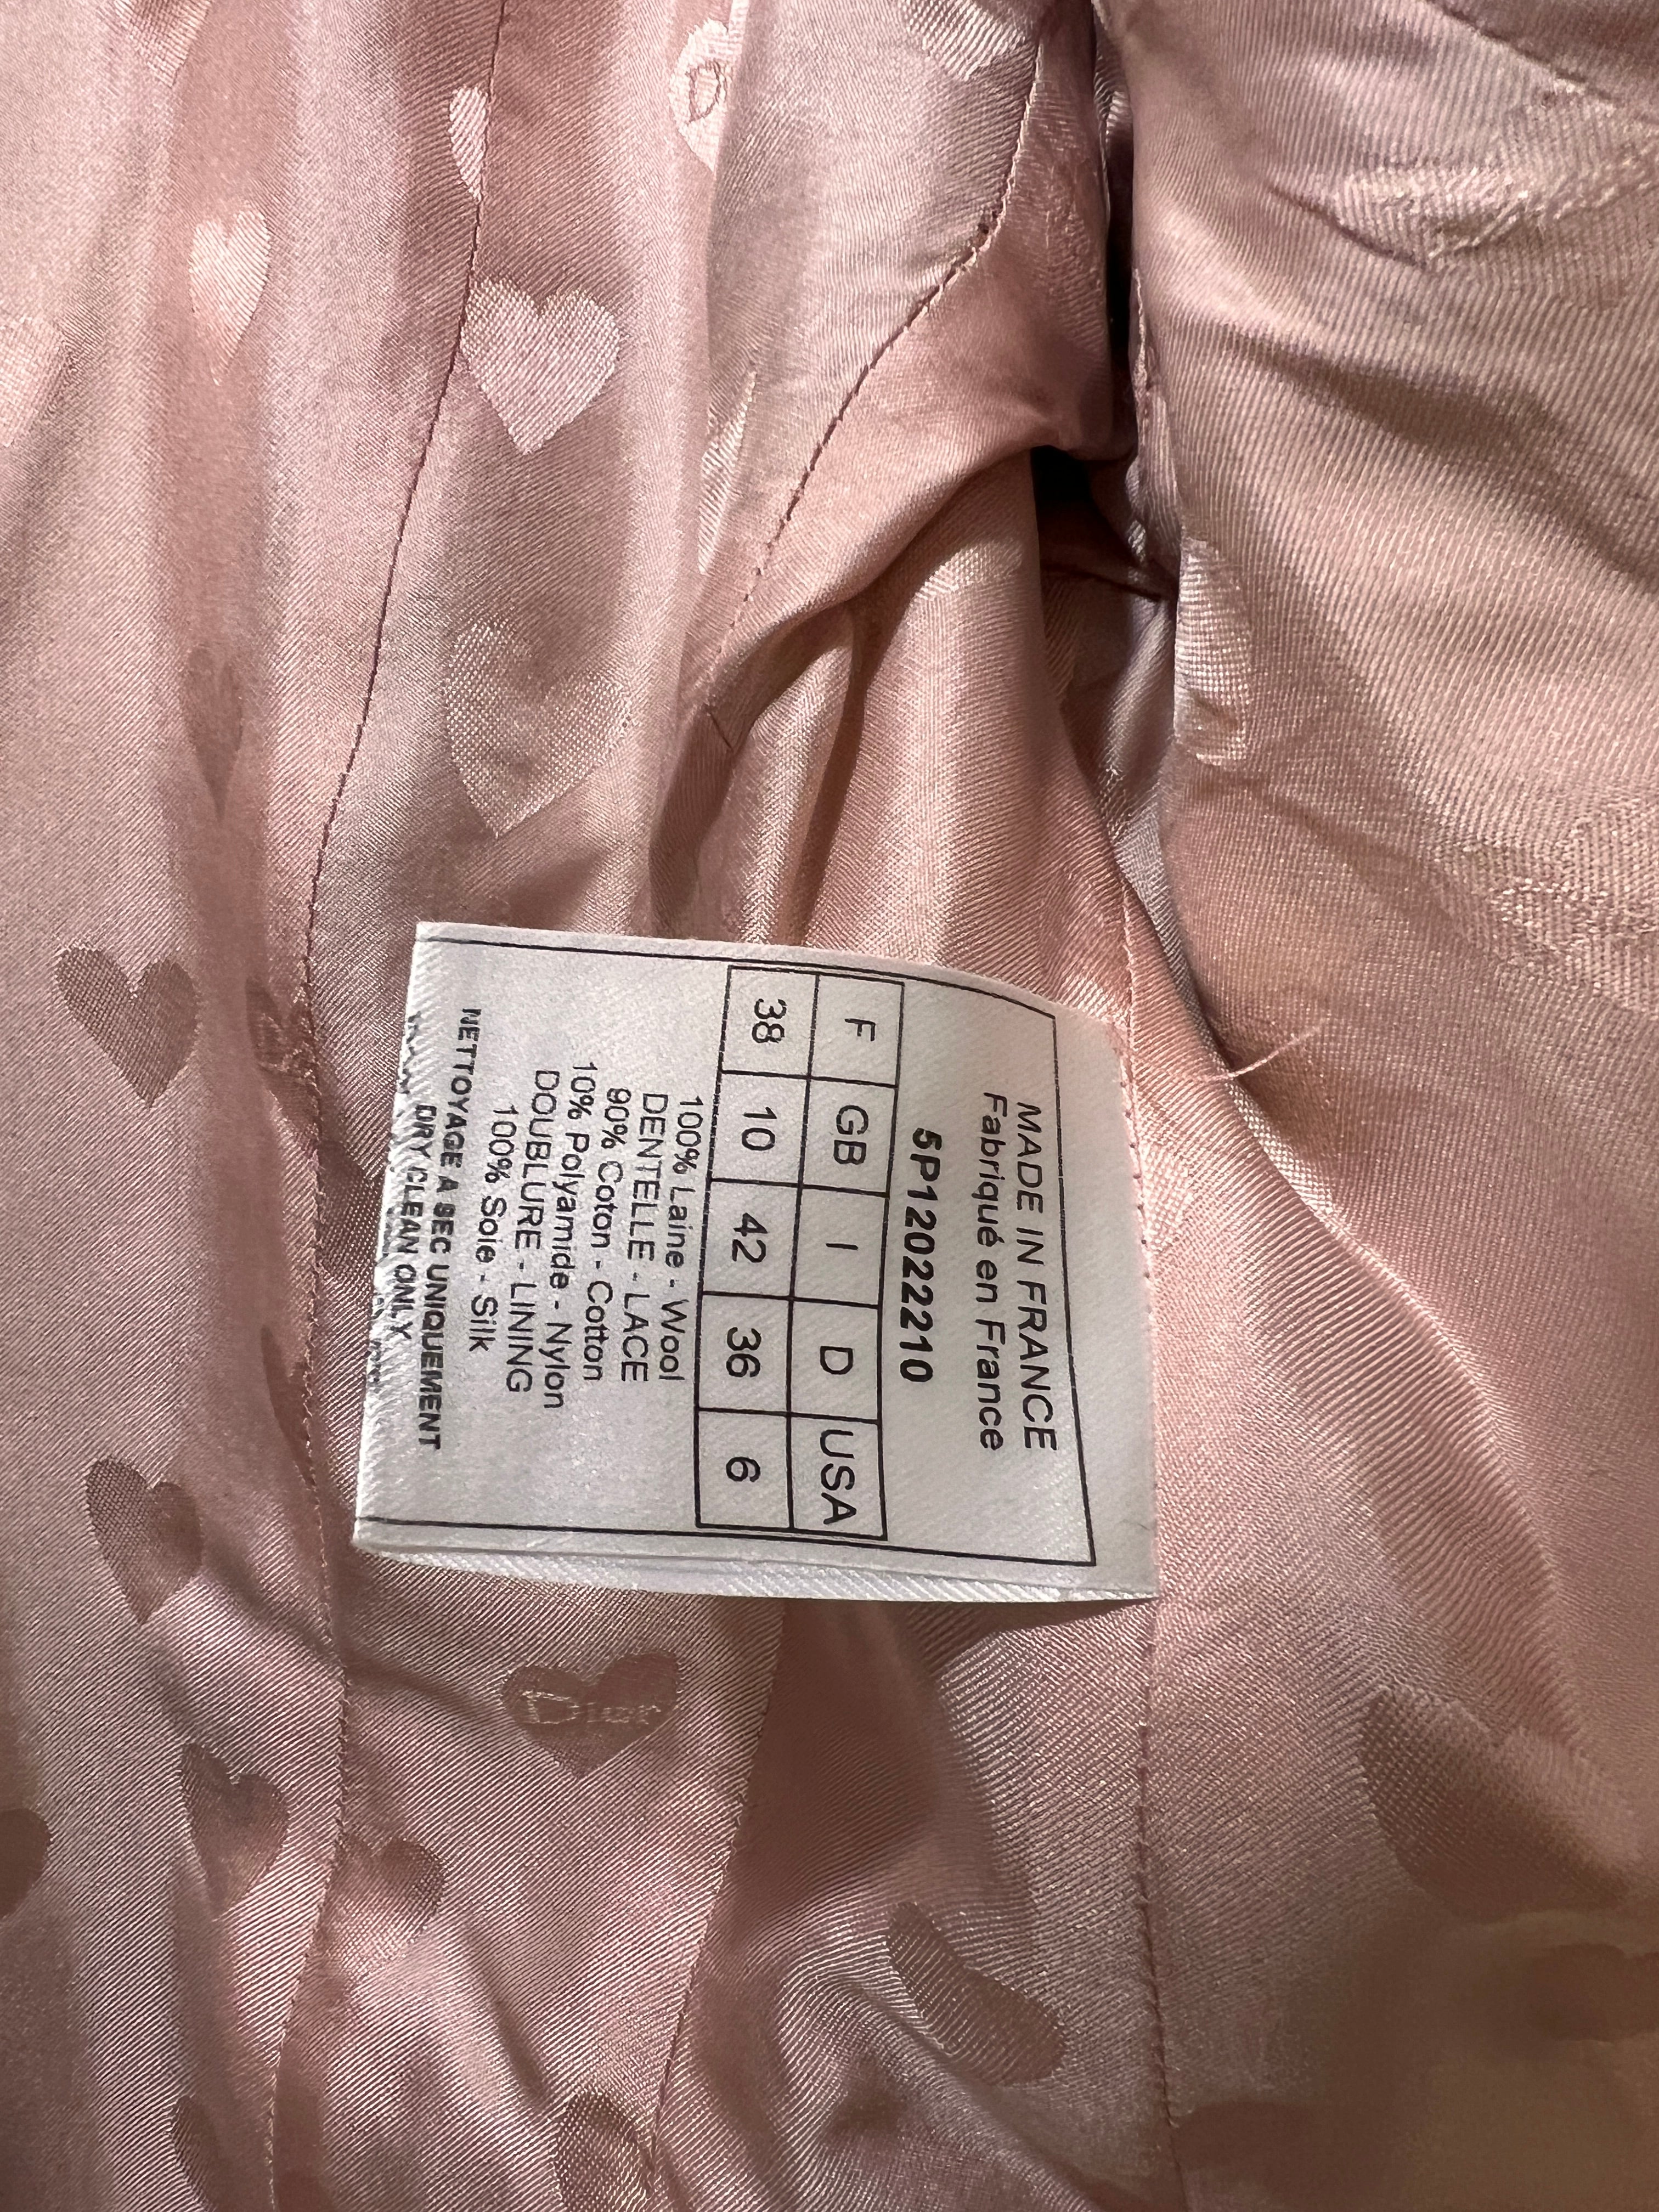 MADE IN FRANCE
Fabriqué en France
5P12022210
F GB I D USA
38 10 42 36 6
100% Laine - Wool
DENTELLE - LACE
90% Coton - Cotton
10% Polyamide - Nylon
DOUBLURE - LINING
100% Soie - Silk
NETTOYAGE A SEC UNIQUEMENT
DRY CLEAN ONLY
Dior